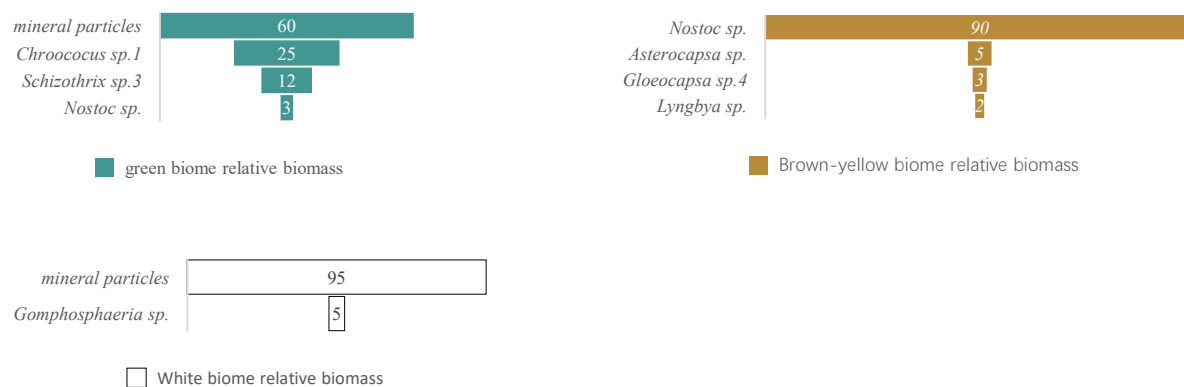 mineral particles 60
Chroococus sp.1 25
Schizothrix sp.3 12
Nostoc sp. 3
green biome relative biomass
Nostoc sp. 90
Asterocapsa sp. 5
Gloeocapsa sp.4 3
Lyngbya sp. 2
Brown-yellow biome relative biomass
mineral particles 95
Gomphosphaeria sp. 5
White biome relative biomass